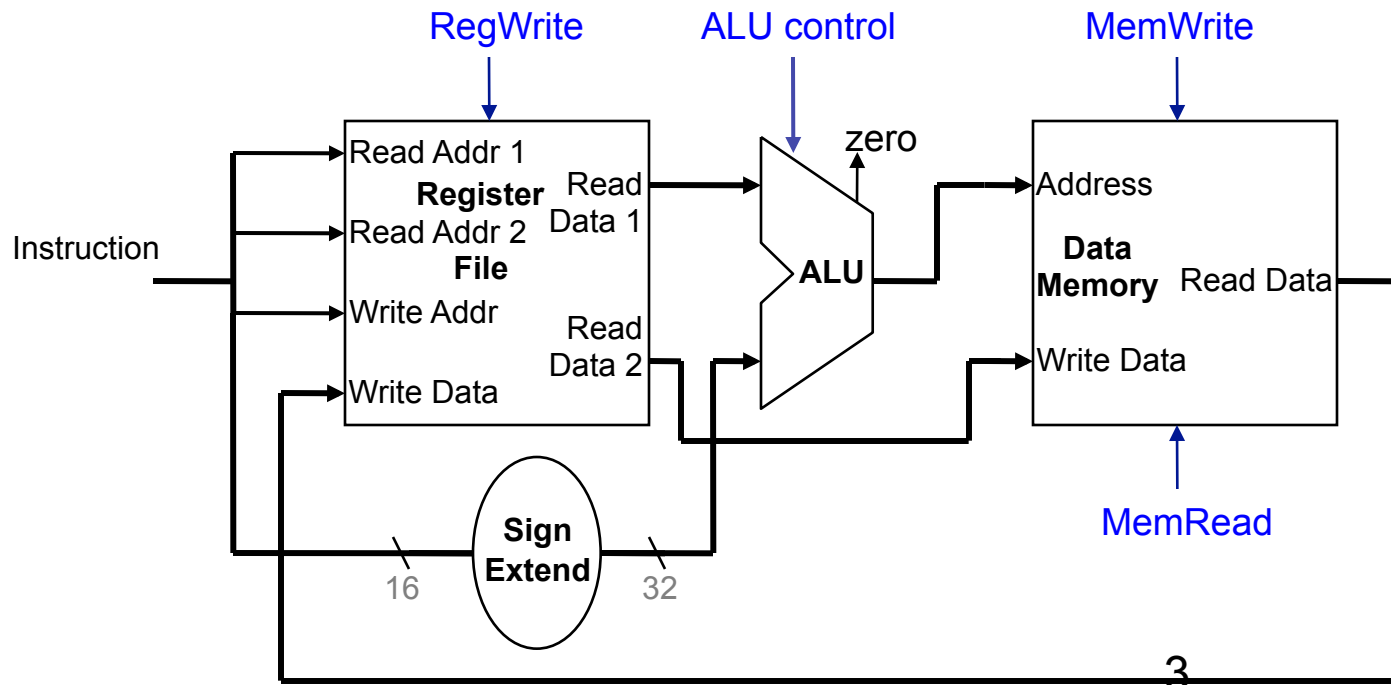 RegWrite
ALU control
MemWrite
Instruction
Read Addr 1
Register
Read Addr 2
File
Write Addr
Write Data
Read
Data 1
Read
Data 2
zero
ALU
Address
Data
Memory
Read Data
Write Data
MemRead
Sign
Extend
16
32
3